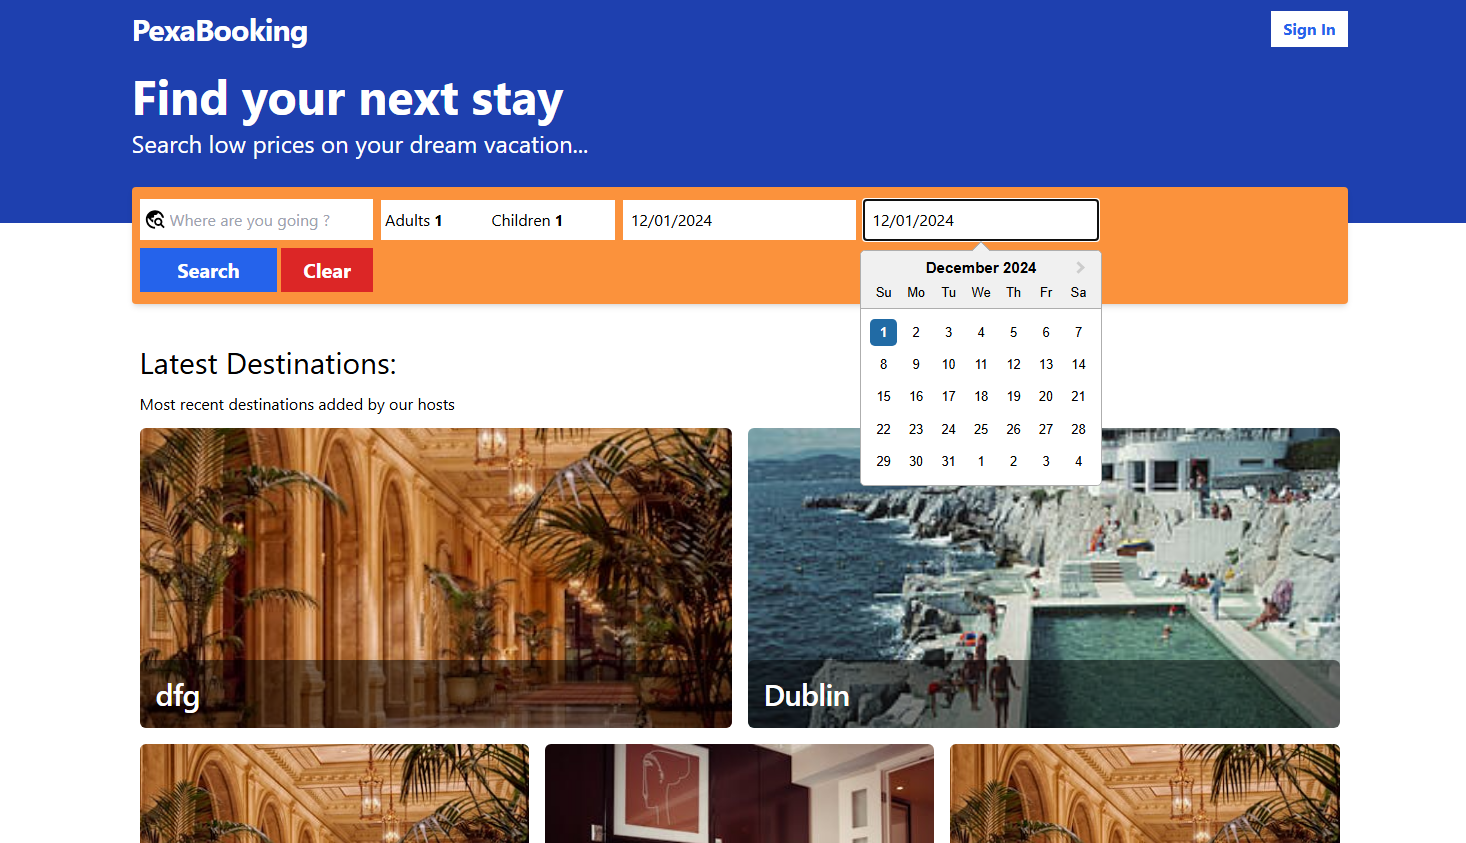 PexaBooking
Sign In
Find your next stay
Search low prices on your dream vacation...
Where are you going ?
Adults 1
Children 1
12/01/2024
12/01/2024
Search
Clear
December 2024
Su Mo Tu We Th Fr Sa
1 2 3 4 5 6 7
8 9 10 11 12 13 14
15 16 17 18 19 20 21
22 23 24 25 26 27 28
29 30 31 1 2 3 4
Latest Destinations:
Most recent destinations added by our hosts
dfg
Dublin